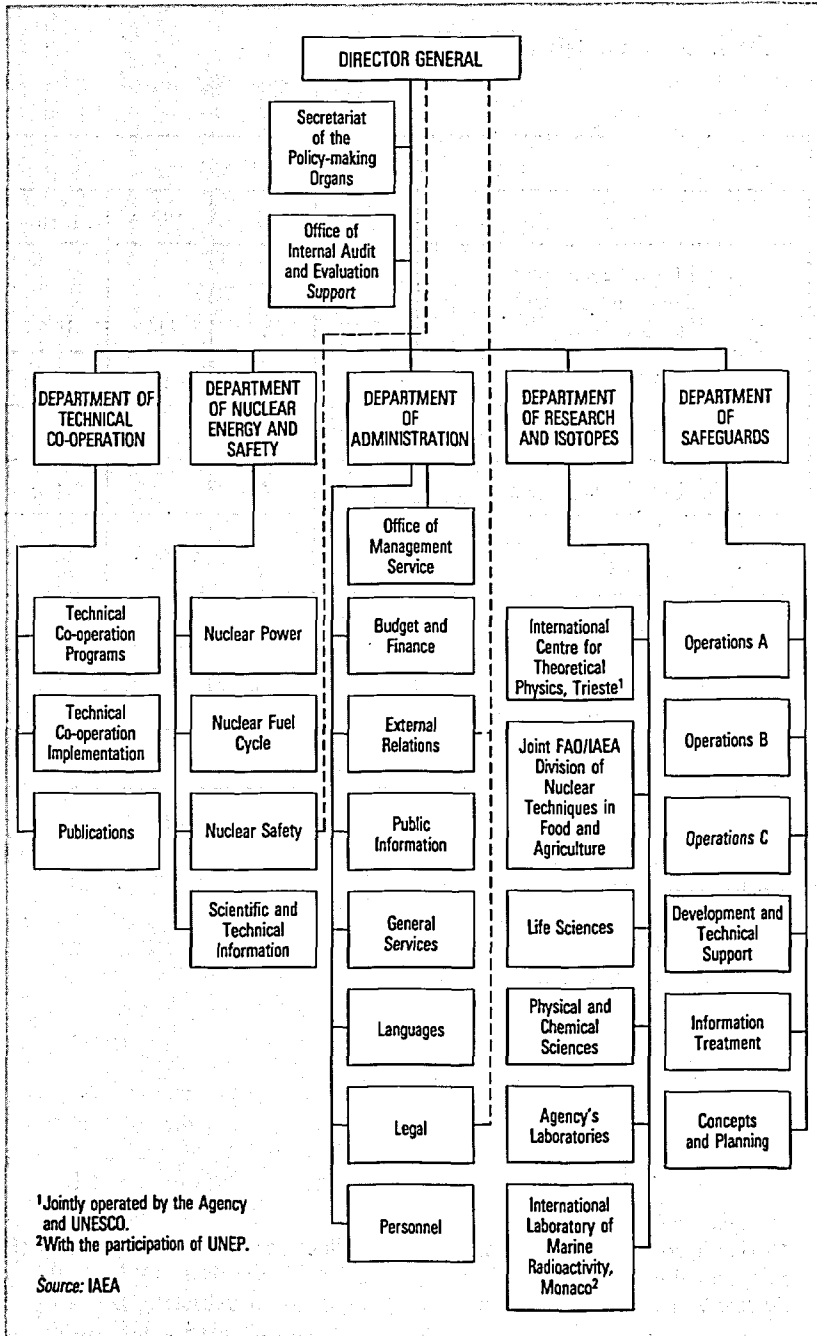 DIRECTOR GENERAL
Secretariat
of the
Policy-making
Organs
Office of
Internal Audit
and Evaluation
Support
DEPARTMENT OF
TECHNICAL
CO-OPERATION
DEPARTMENT
OF NUCLEAR
ENERGY AND
SAFETY
DEPARTMENT
OF
ADMINISTRATION
DEPARTMENT
OF RESEARCH
AND ISOTOPES
DEPARTMENT
OF
SAFEGUARDS
Technical
Co-operation
Programs
Technical
Co-operation
Implementation
Publications
Nuclear Power
Nuclear Fuel
Cycle
Nuclear Safety
Scientific and
Technical
Information
Office of
Management
Service
Budget and
Finance
External
Relations
Public
Information
General
Services
Languages
Legal
Personnel
International
Centre for
Theoretical
Physics, Trieste¹
Joint FAO/IAEA
Division of
Nuclear
Techniques in
Food and
Agriculture
Life Sciences
Physical and
Chemical
Sciences
Agency's
Laboratories
International
Laboratory of
Marine
Radioactivity,
Monaco²
Operations A
Operations B
Operations C
Development and
Technical
Support
Information
Treatment
Concepts
and Planning
¹Jointly operated by the Agency
and UNESCO.
²With the participation of UNEP.
Source: IAEA